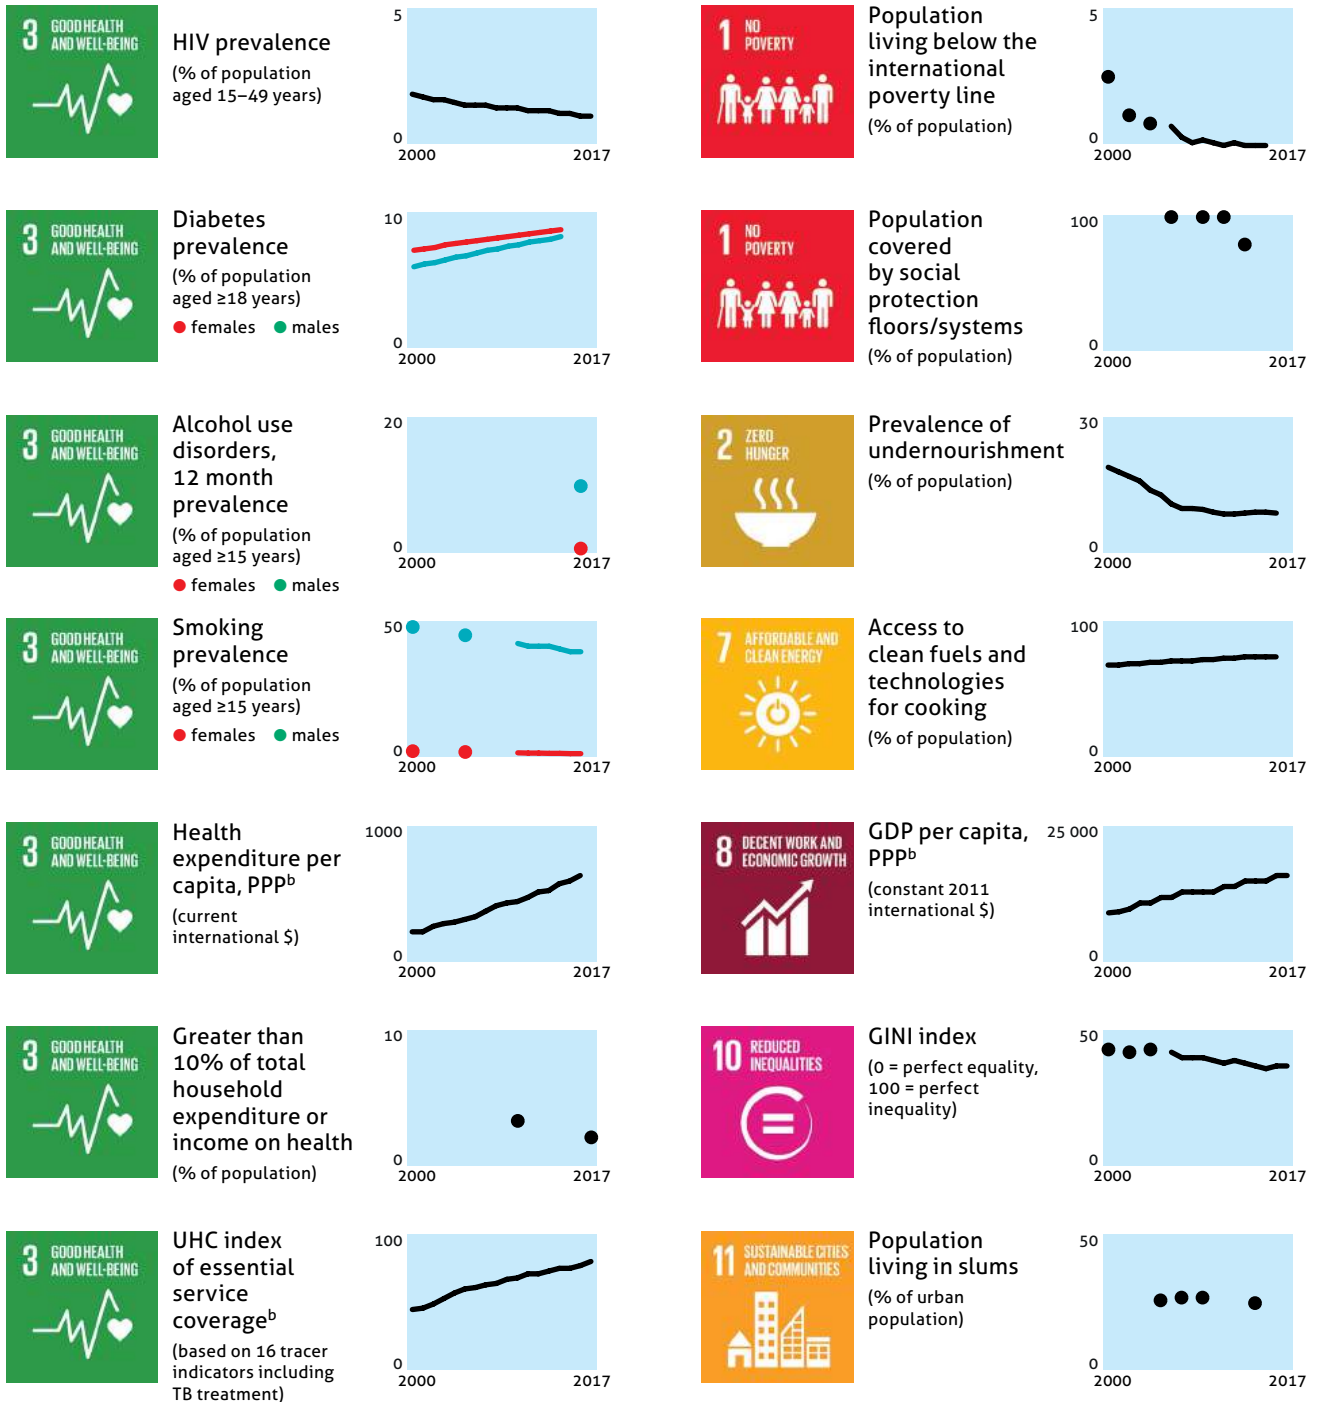 3 GOOD HEALTH
AND WELL-BEING
HIV prevalence
(% of population
aged 15–49 years)
5
0
2000 2017
3 GOOD HEALTH
AND WELL-BEING
Diabetes
prevalence
(% of population
aged ≥18 years)
● females ● males
10
0
2000 2017
3 GOOD HEALTH
AND WELL-BEING
Alcohol use
disorders,
12 month
prevalence
(% of population
aged ≥15 years)
● females ● males
20
0
2000 2017
3 GOOD HEALTH
AND WELL-BEING
Smoking
prevalence
(% of population
aged ≥15 years)
● females ● males
50
0
2000 2017
3 GOOD HEALTH
AND WELL-BEING
Health
expenditure per
capita, PPPᵇ
(current
international $)
1000
0
2000 2017
3 GOOD HEALTH
AND WELL-BEING
Greater than
10% of total
household
expenditure or
income on health
(% of population)
10
0
2000 2017
3 GOOD HEALTH
AND WELL-BEING
UHC index
of essential
service
coverageᵇ
(based on 16 tracer
indicators including
TB treatment)
100
0
2000 2017
1 NO
POVERTY
Population
living below the
international
poverty line
(% of population)
5
0
2000 2017
1 NO
POVERTY
Population
covered
by social
protection
floors/systems
(% of population)
100
0
2000 2017
2 ZERO
HUNGER
Prevalence of
undernourishment
(% of population)
30
0
2000 2017
7 AFFORDABLE AND
CLEAN ENERGY
Access to
clean fuels and
technologies
for cooking
(% of population)
100
0
2000 2017
8 DECENT WORK AND
ECONOMIC GROWTH
GDP per capita,
PPPᵇ
(constant 2011
international $)
25 000
0
2000 2017
10 REDUCED
INEQUALITIES
GINI index
(0 = perfect equality,
100 = perfect
inequality)
50
0
2000 2017
11 SUSTAINABLE CITIES
AND COMMUNITIES
Population
living in slums
(% of urban
population)
50
0
2000 2017